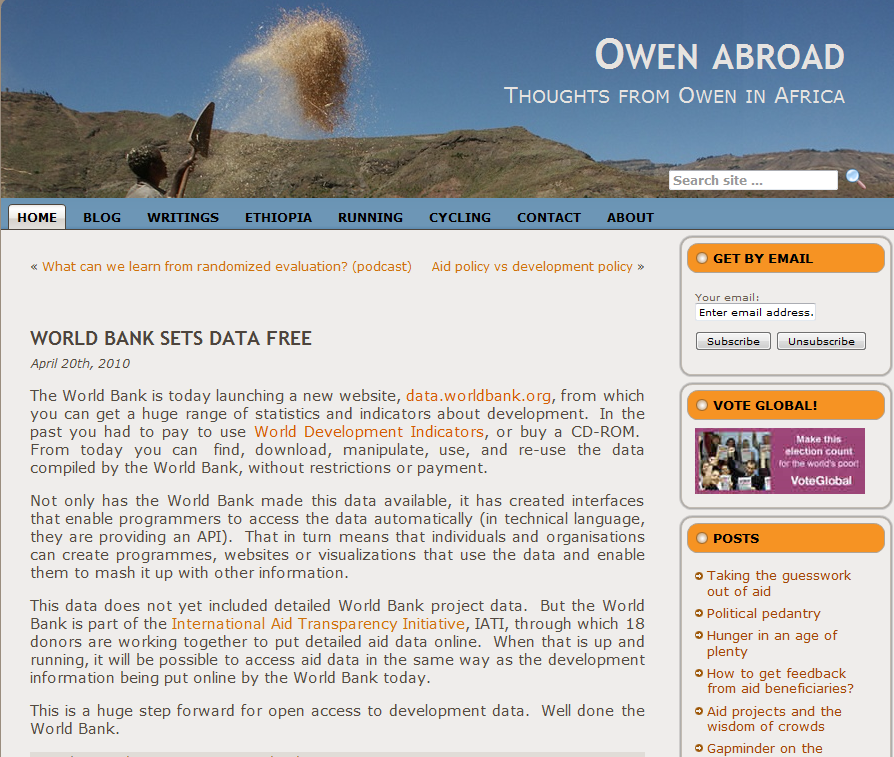 OWEN ABROAD
THOUGHTS FROM OWEN IN AFRICA
Search site ...
HOME BLOG WRITINGS ETHIOPIA RUNNING CYCLING CONTACT ABOUT
« What can we learn from randomized evaluation? (podcast) Aid policy vs development policy »
WORLD BANK SETS DATA FREE
April 20th, 2010
The World Bank is today launching a new website, data.worldbank.org, from which
you can get a huge range of statistics and indicators about development. In the
past you had to pay to use World Development Indicators, or buy a CD-ROM.
From today you can find, download, manipulate, use, and re-use the data
compiled by the World Bank, without restrictions or payment.
Not only has the World Bank made this data available, it has created interfaces
that enable programmers to access the data automatically (in technical language,
they are providing an API). That in turn means that individuals and organisations
can create programmes, websites or visualizations that use the data and enable
them to mash it up with other information.
This data does not yet included detailed World Bank project data. But the World
Bank is part of the International Aid Transparency Initiative, IATI, through which 18
donors are working together to put detailed aid data online. When that is up and
running, it will be possible to access aid data in the same way as the development
information being put online by the World Bank today.
This is a huge step forward for open access to development data. Well done the
World Bank.
GET BY EMAIL
Your email:
Enter email address.
Subscribe Unsubscribe
VOTE GLOBAL!
Make this
election count
for the world's poor!
VoteGlobal
POSTS
Taking the guesswork
out of aid
Political pedantry
Hunger in an age of
plenty
How to get feedback
from aid beneficiaries?
Aid projects and the
wisdom of crowds
Gapminder on the